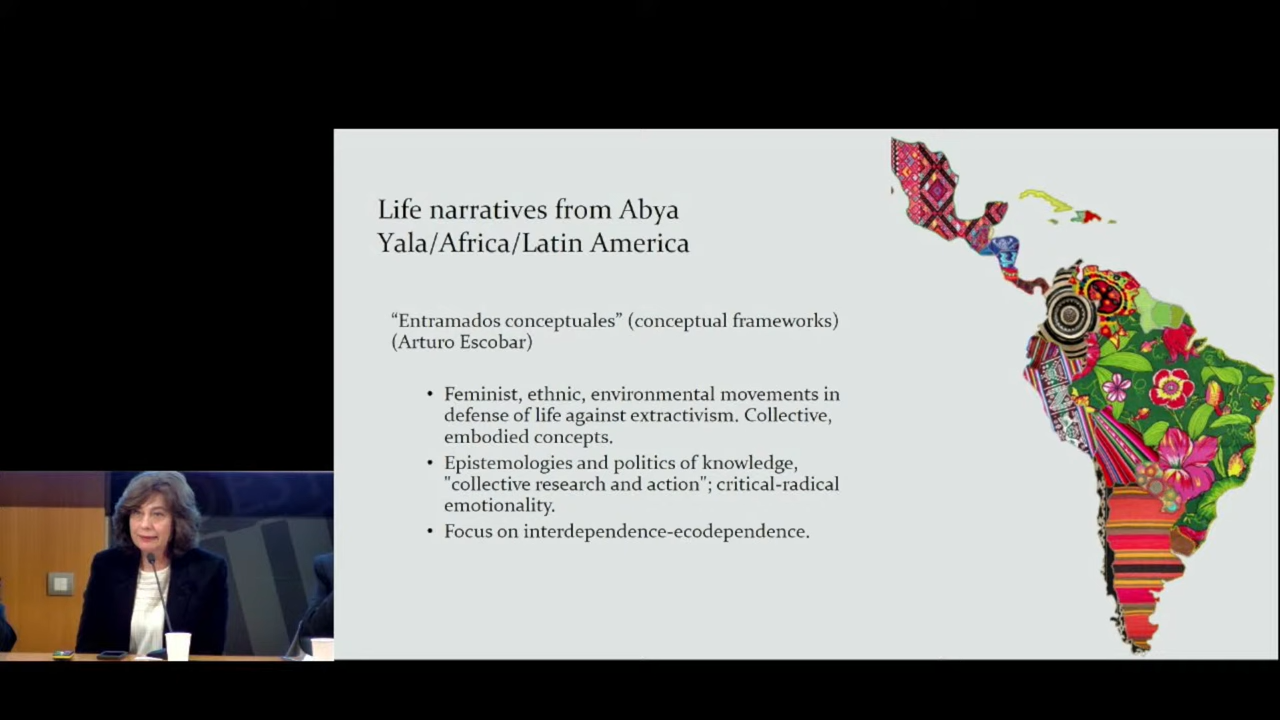 Life narratives from Abya
Yala/Africa/Latin America
“Entramados conceptuales” (conceptual frameworks)
(Arturo Escobar)
• Feminist, ethnic, environmental movements in
defense of life against extractivism. Collective,
embodied concepts.
• Epistemologies and politics of knowledge,
"collective research and action"; critical-radical
emotionality.
• Focus on interdependence-ecodependence.